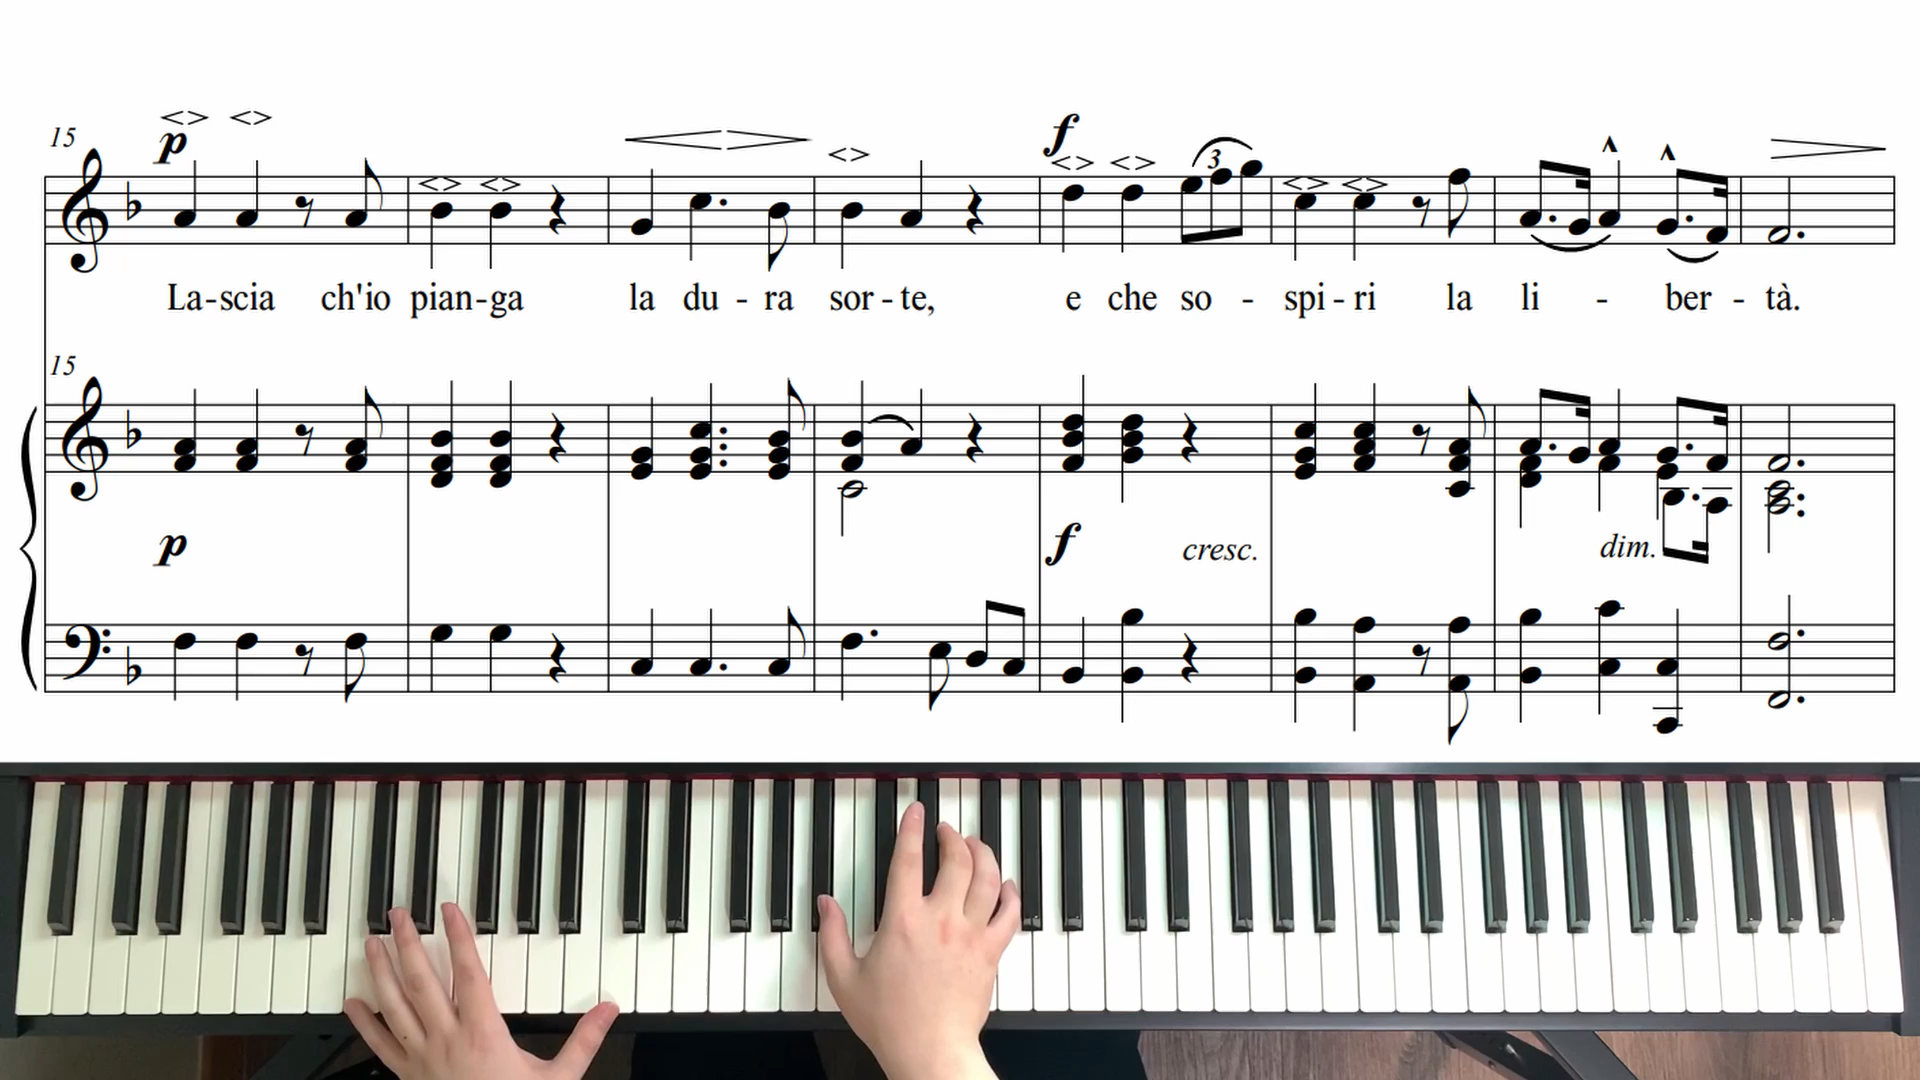 15
p
f
3
La-scia ch'io pian-ga la du - ra sor - te, e che so - spi - ri la li - ber - tà.
15
p
f
cresc.
dim.